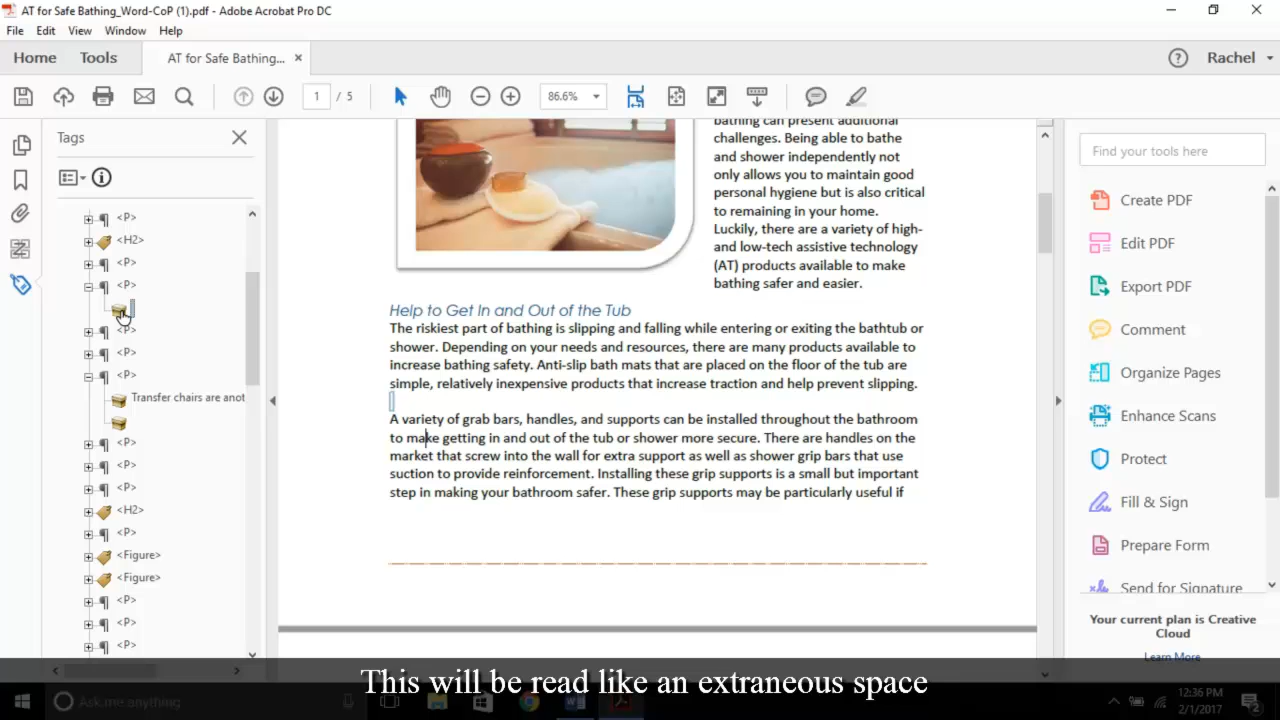 AT for Safe Bathing_Word-CoP (1).pdf - Adobe Acrobat Pro DC
File Edit View Window Help
Home Tools AT for Safe Bathing... × Rachel
1 / 5 86.6%
Tags
Find your tools here
<P>
<H2>
<P>
<P>
<P>
<P>
<P>
Transfer chairs are anot
<P>
<P>
<P>
<H2>
<P>
<Figure>
<Figure>
<P>
<P>
<P>
bathing can present additional
challenges. Being able to bathe
and shower independently not
only allows you to maintain good
personal hygiene but is also critical
to remaining in your home.
Luckily, there are a variety of high-
and low-tech assistive technology
(AT) products available to make
bathing safer and easier.
Help to Get In and Out of the Tub
The riskiest part of bathing is slipping and falling while entering or exiting the bathtub or
shower. Depending on your needs and resources, there are many products available to
increase bathing safety. Anti-slip bath mats that are placed on the floor of the tub are
simple, relatively inexpensive products that increase traction and help prevent slipping.
A variety of grab bars, handles, and supports can be installed throughout the bathroom
to make getting in and out of the tub or shower more secure. There are handles on the
market that screw into the wall for extra support as well as shower grip bars that use
suction to provide reinforcement. Installing these grip supports is a small but important
step in making your bathroom safer. These grip supports may be particularly useful if
Create PDF
Edit PDF
Export PDF
Comment
Organize Pages
Enhance Scans
Protect
Fill & Sign
Prepare Form
Send for Signature
Your current plan is Creative
Cloud
Learn More
This will be read like an extraneous space
Ask me anything
12:36 PM
2/1/2017